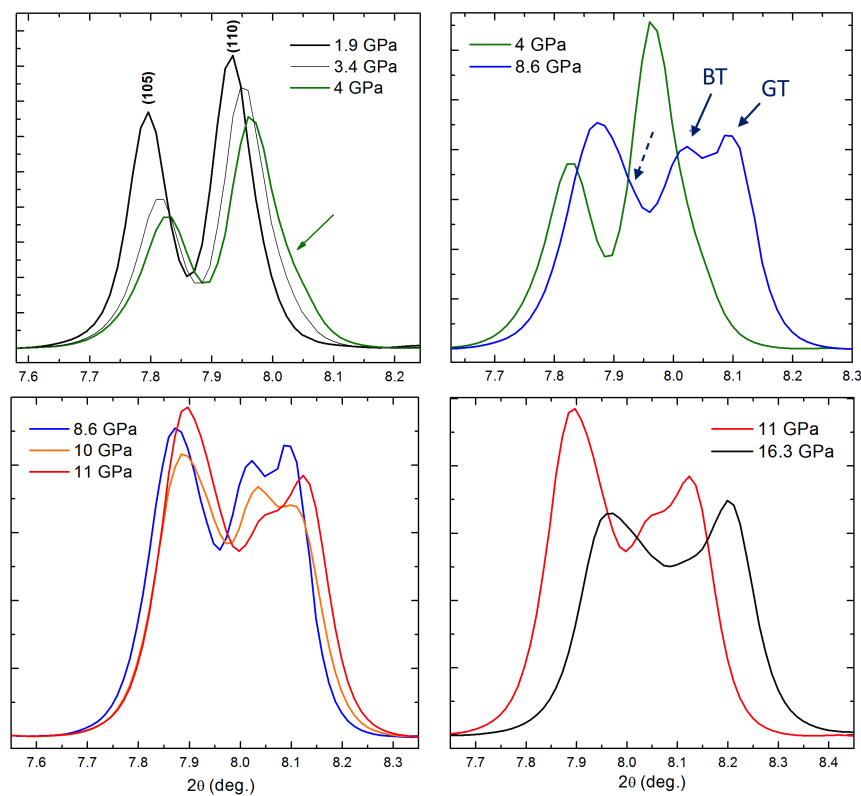 (105)
(110)
1.9 GPa
3.4 GPa
4 GPa
7.6 7.7 7.8 7.9 8.0 8.1 8.2
4 GPa
8.6 GPa
BT
GT
7.7 7.8 7.9 8.0 8.1 8.2 8.3
8.6 GPa
10 GPa
11 GPa
7.6 7.7 7.8 7.9 8.0 8.1 8.2 8.3
2θ (deg.)
11 GPa
16.3 GPa
7.7 7.8 7.9 8.0 8.1 8.2 8.3 8.4
2θ (deg.)